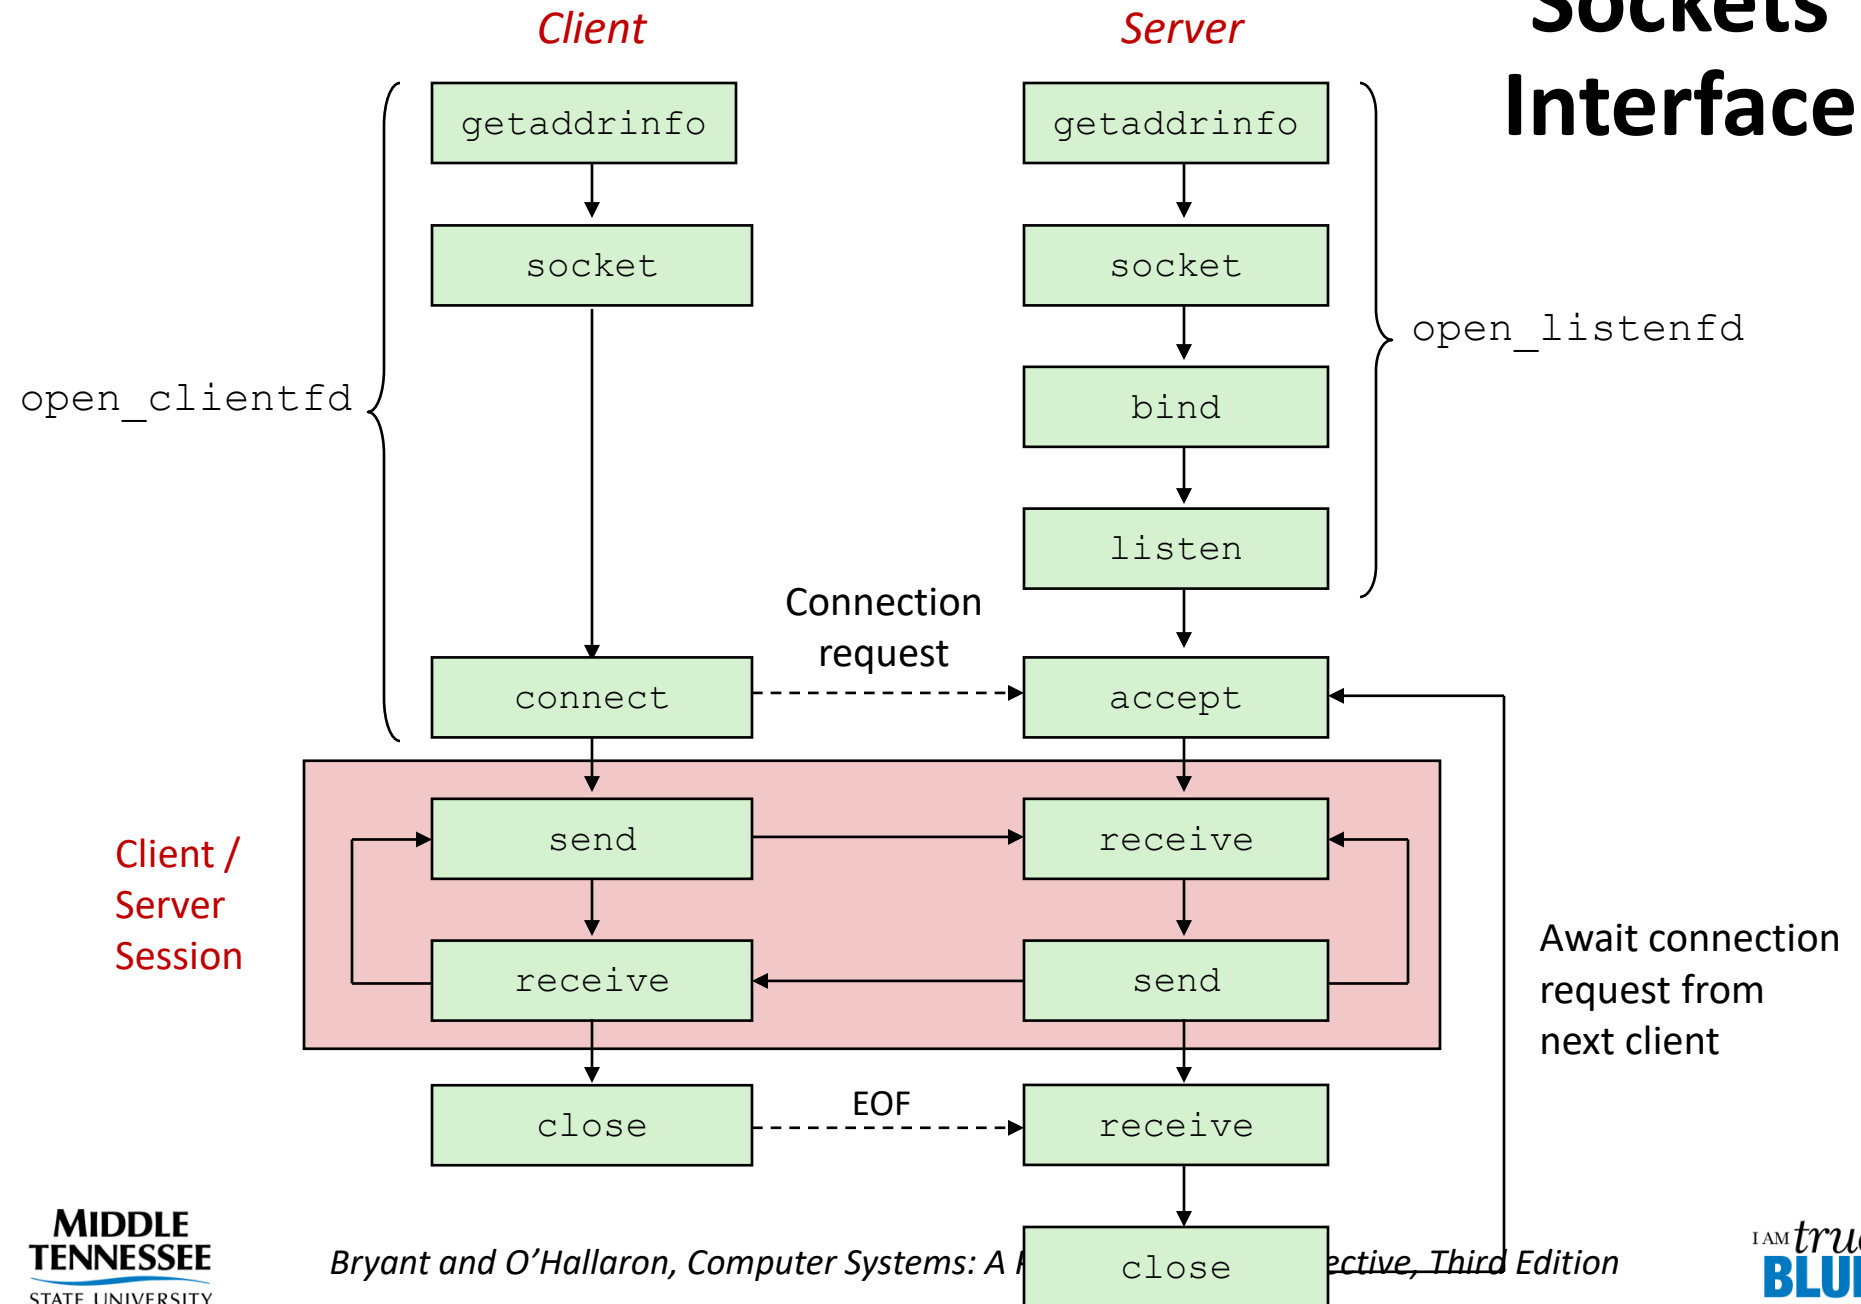 Sockets
Interface
Client
Server
getaddrinfo
getaddrinfo
socket
socket
open_listenfd
open_clientfd
bind
listen
Connection
request
connect
accept
Client /
Server
Session
send
receive
receive
send
Await connection
request from
next client
close
EOF
receive
close
Bryant and O'Hallaron, Computer Systems: A ective, Third Edition
MIDDLE
TENNESSEE
STATE UNIVERSITY
I AM true
BLUE